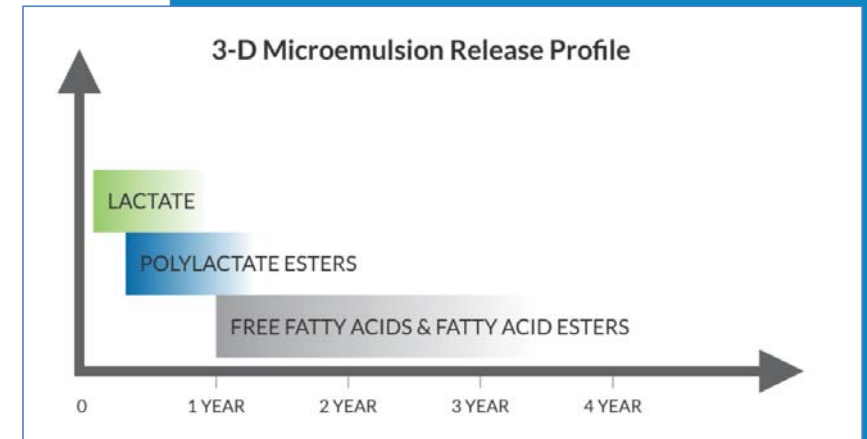 3-D Microemulsion Release Profile
LACTATE
POLYLACTATE ESTERS
FREE FATTY ACIDS & FATTY ACID ESTERS
0 1 YEAR 2 YEAR 3 YEAR 4 YEAR